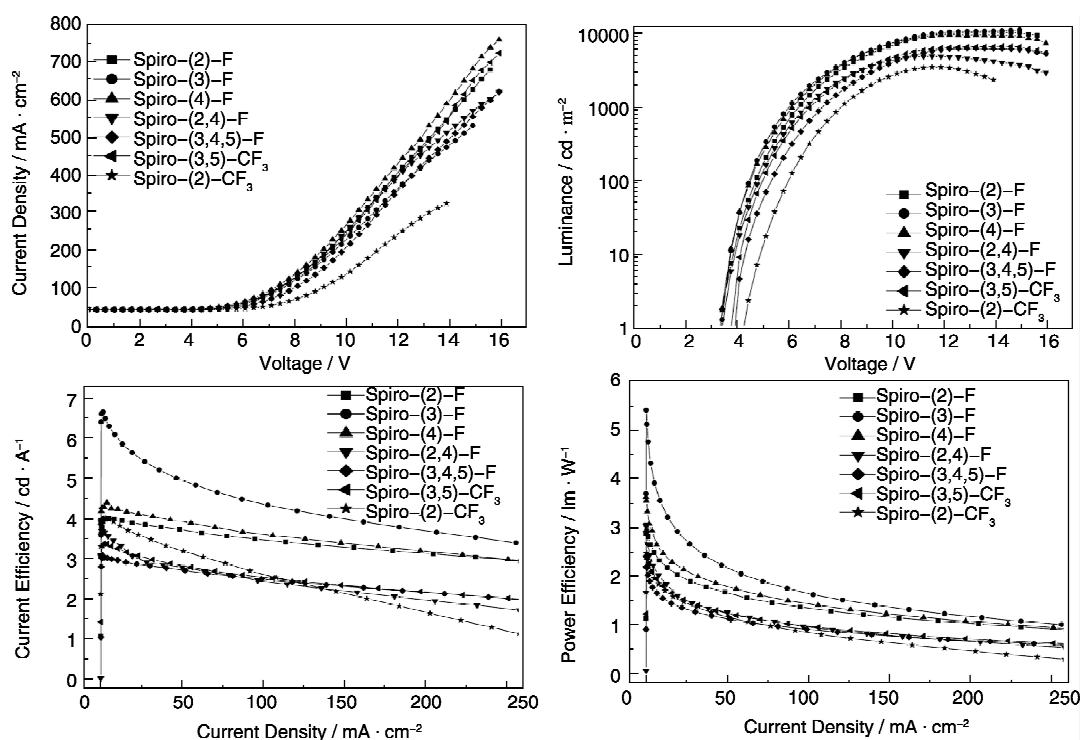 800
700
600
500
400
300
200
100
0
Current Density / mA · cm⁻²
Spiro–(2)–F
Spiro–(3)–F
Spiro–(4)–F
Spiro–(2,4)–F
Spiro–(3,4,5)–F
Spiro–(3,5)–CF₃
Spiro–(2)–CF₃
0 2 4 6 8 10 12 14 16
Voltage / V
10000
1000
100
10
1
Luminance / cd · m⁻²
Spiro–(2)–F
Spiro–(3)–F
Spiro–(4)–F
Spiro–(2,4)–F
Spiro–(3,4,5)–F
Spiro–(3,5)–CF₃
Spiro–(2)–CF₃
0 2 4 6 8 10 12 14 16
Voltage / V
7
6
5
4
3
2
1
0
Current Efficiency / cd · A⁻¹
Spiro–(2)–F
Spiro–(3)–F
Spiro–(4)–F
Spiro–(2,4)–F
Spiro–(3,4,5)–F
Spiro–(3,5)–CF₃
Spiro–(2)–CF₃
0 50 100 150 200 250
Current Density / mA · cm⁻²
6
5
4
3
2
1
0
Power Efficiency / lm · W⁻¹
Spiro–(2)–F
Spiro–(3)–F
Spiro–(4)–F
Spiro–(2,4)–F
Spiro–(3,4,5)–F
Spiro–(3,5)–CF₃
Spiro–(2)–CF₃
0 50 100 150 200 250
Current Density / mA · cm⁻²